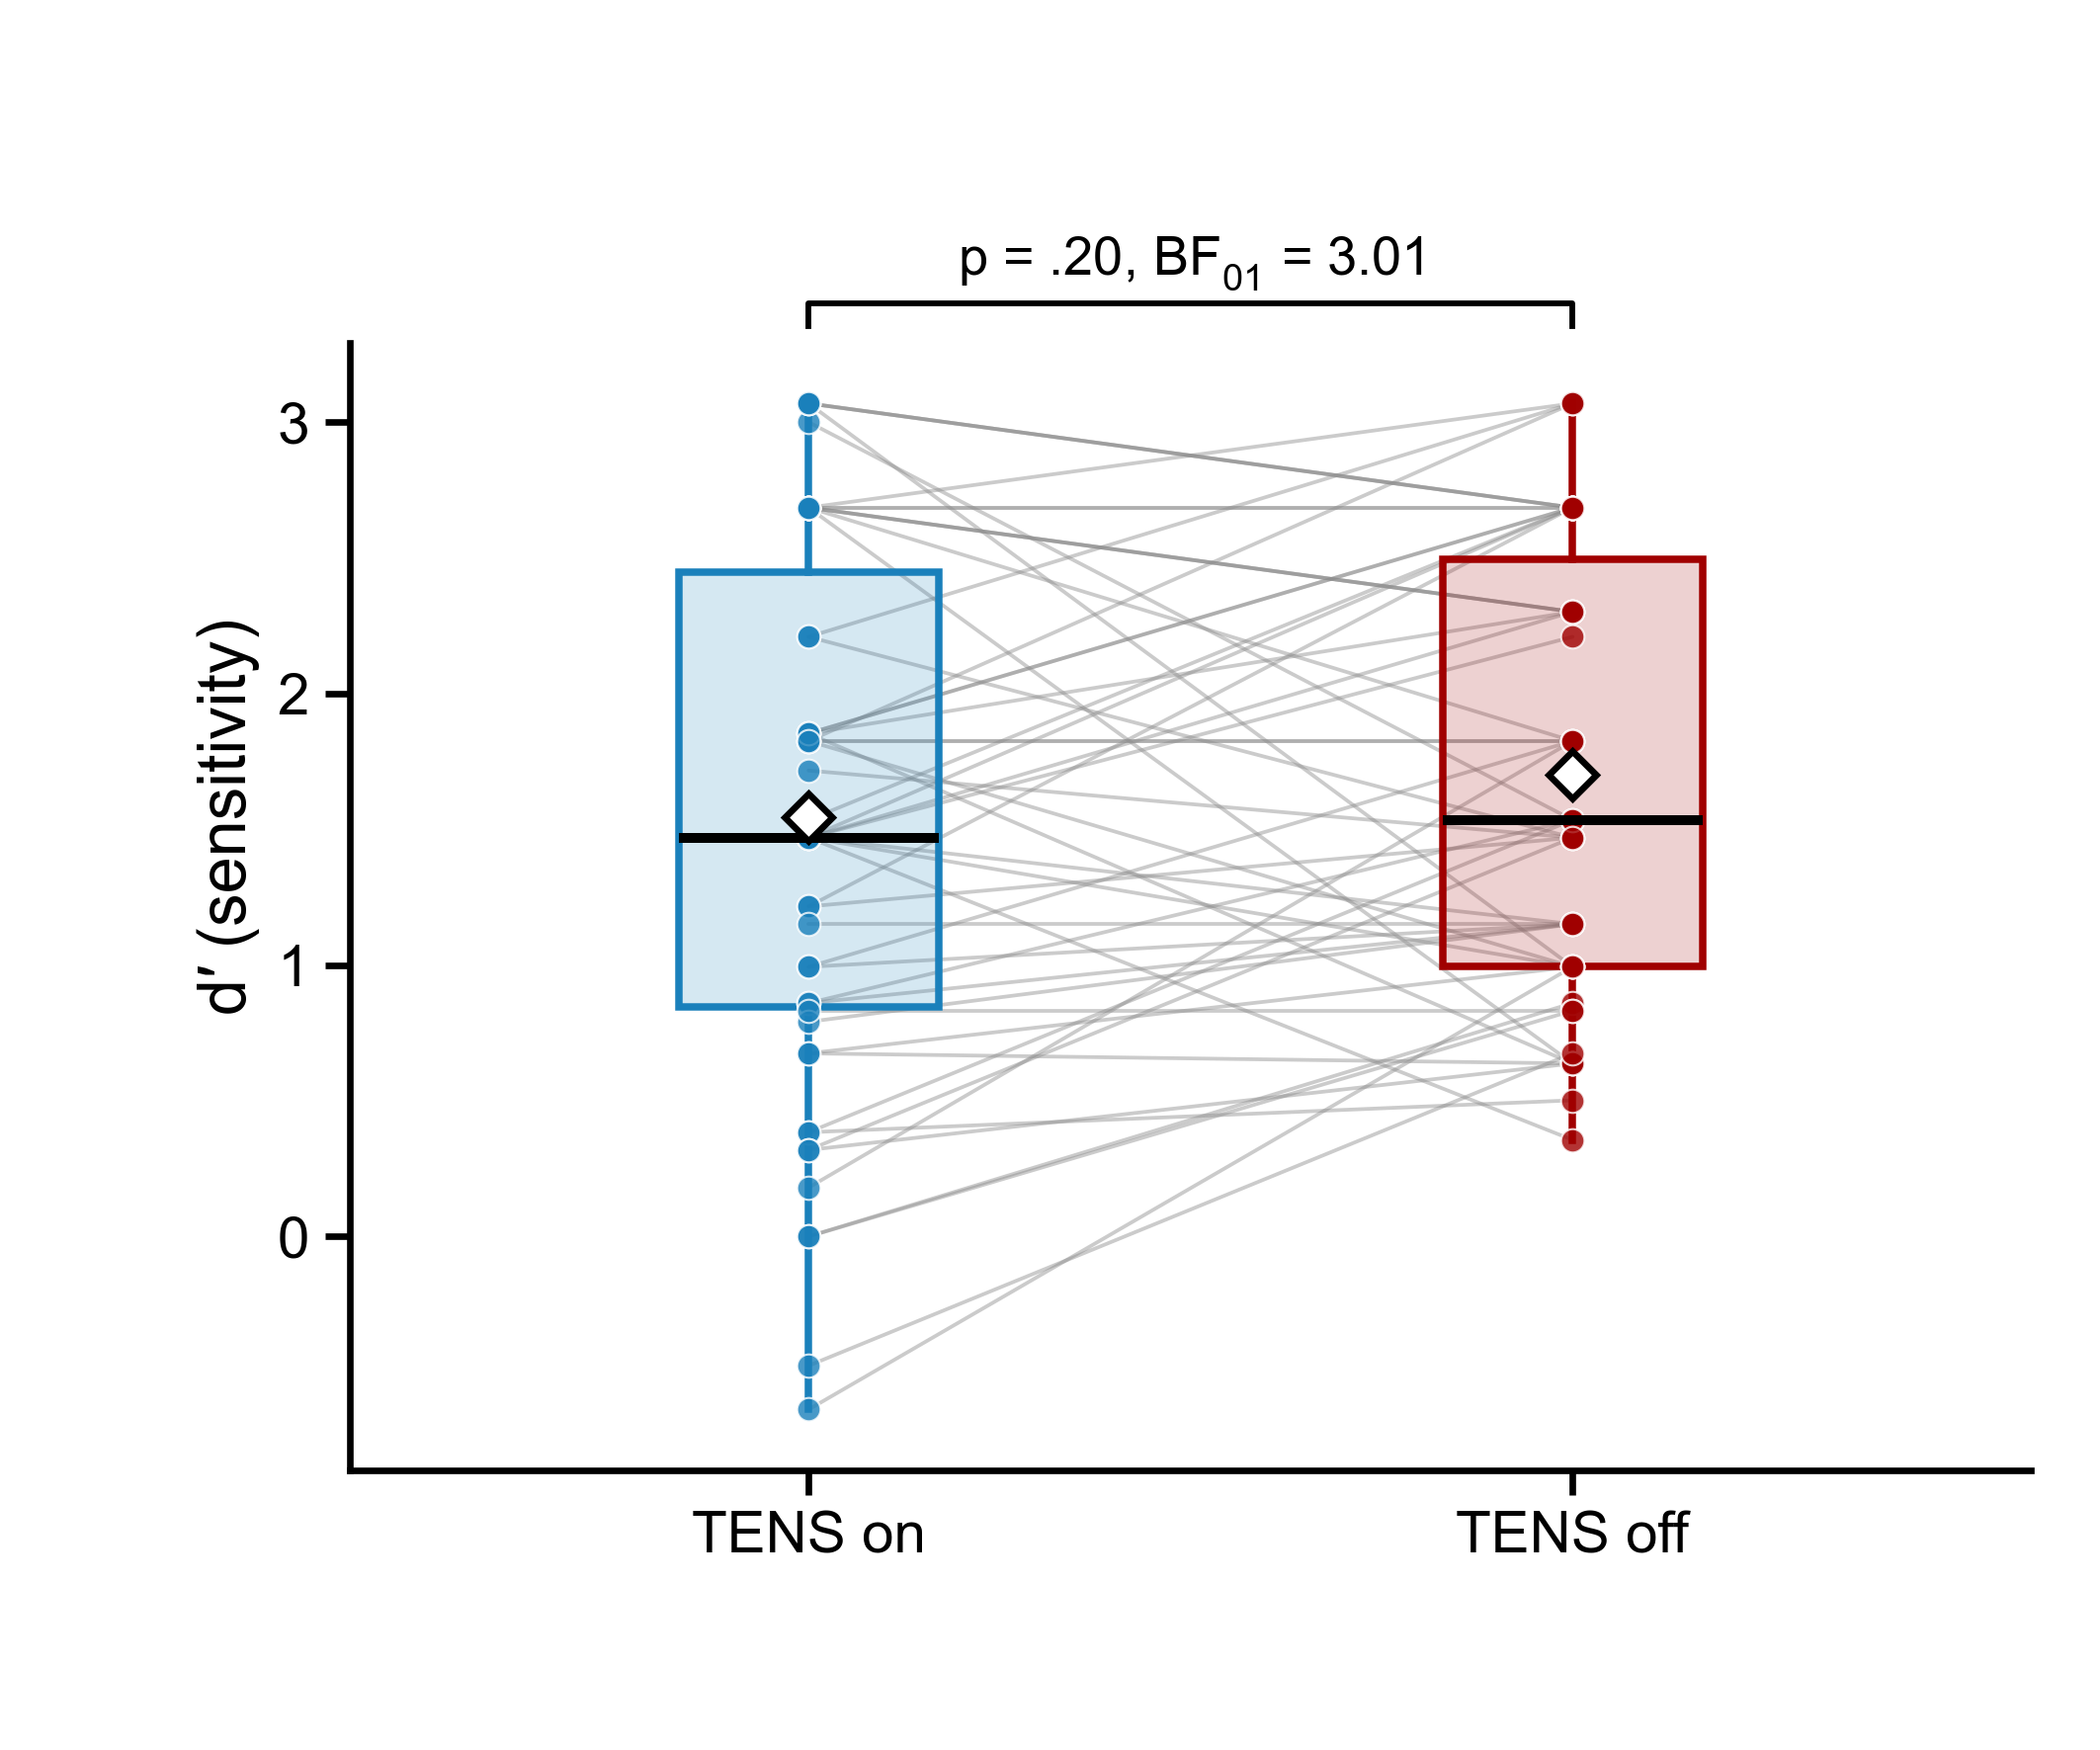 p = .20, BF₀₁ = 3.01
d′ (sensitivity)
3
2
1
0
TENS on
TENS off